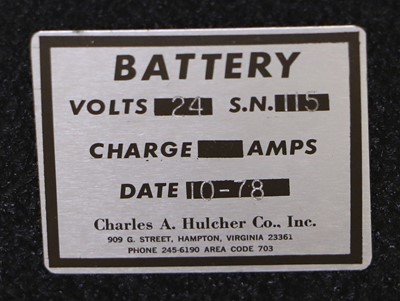 BATTERY
VOLTS 24 S.N. 115
CHARGE AMPS
DATE 10-78
Charles A. Hulcher Co., Inc.
909 G. STREET, HAMPTON, VIRGINIA 23361
PHONE 245-6190 AREA CODE 703